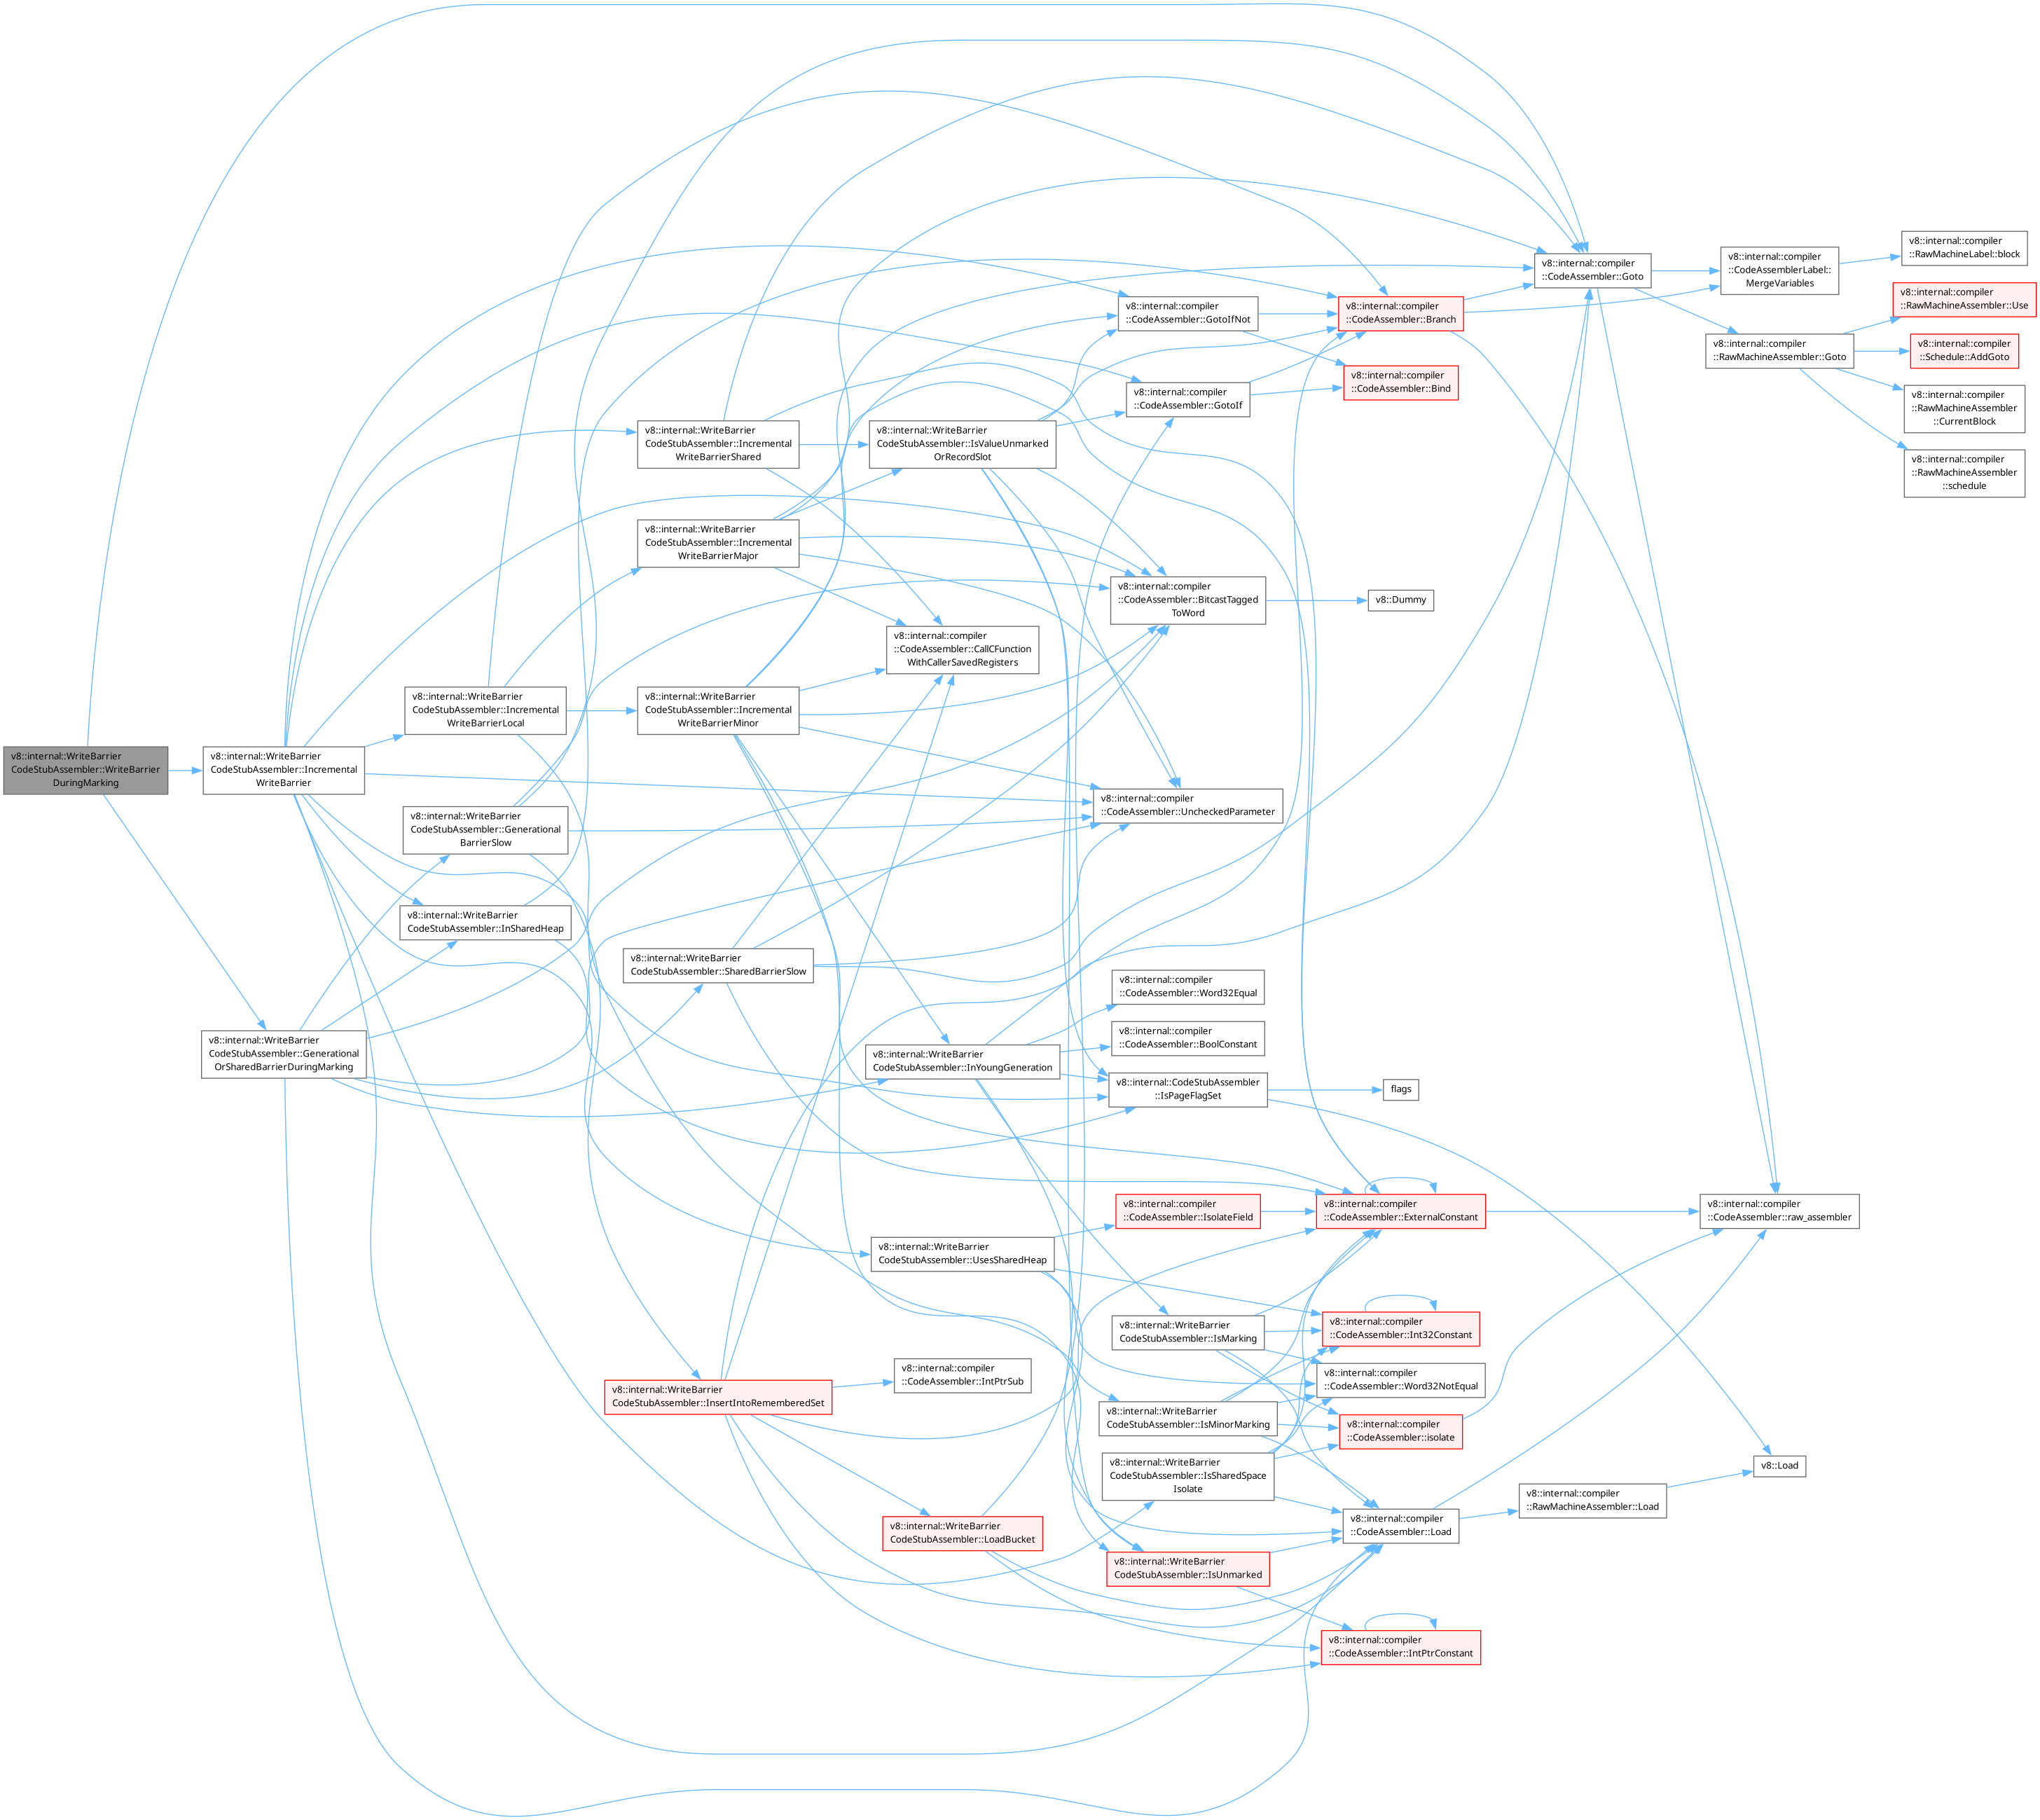 v8::internal::WriteBarrier
CodeStubAssembler::WriteBarrier
DuringMarking
v8::internal::WriteBarrier
CodeStubAssembler::Incremental
WriteBarrier
v8::internal::WriteBarrier
CodeStubAssembler::Generational
OrSharedBarrierDuringMarking
v8::internal::WriteBarrier
CodeStubAssembler::Incremental
WriteBarrierLocal
v8::internal::WriteBarrier
CodeStubAssembler::Generational
BarrierSlow
v8::internal::WriteBarrier
CodeStubAssembler::InSharedHeap
v8::internal::WriteBarrier
CodeStubAssembler::Incremental
WriteBarrierShared
v8::internal::WriteBarrier
CodeStubAssembler::Incremental
WriteBarrierMajor
v8::internal::WriteBarrier
CodeStubAssembler::Incremental
WriteBarrierMinor
v8::internal::WriteBarrier
CodeStubAssembler::SharedBarrierSlow
v8::internal::WriteBarrier
CodeStubAssembler::InsertIntoRememberedSet
v8::internal::WriteBarrier
CodeStubAssembler::IsValueUnmarked
OrRecordSlot
v8::internal::compiler
::CodeAssembler::CallCFunction
WithCallerSavedRegisters
v8::internal::WriteBarrier
CodeStubAssembler::InYoungGeneration
v8::internal::WriteBarrier
CodeStubAssembler::UsesSharedHeap
v8::internal::compiler
::CodeAssembler::IntPtrSub
v8::internal::WriteBarrier
CodeStubAssembler::LoadBucket
v8::internal::compiler
::CodeAssembler::GotoIfNot
v8::internal::compiler
::CodeAssembler::GotoIf
v8::internal::compiler
::CodeAssembler::BitcastTagged
ToWord
v8::internal::compiler
::CodeAssembler::UncheckedParameter
v8::internal::compiler
::CodeAssembler::Word32Equal
v8::internal::compiler
::CodeAssembler::BoolConstant
v8::internal::CodeStubAssembler
::IsPageFlagSet
v8::internal::compiler
::CodeAssembler::IsolateField
v8::internal::WriteBarrier
CodeStubAssembler::IsMarking
v8::internal::WriteBarrier
CodeStubAssembler::IsMinorMarking
v8::internal::WriteBarrier
CodeStubAssembler::IsSharedSpace
Isolate
v8::internal::WriteBarrier
CodeStubAssembler::IsUnmarked
v8::internal::compiler
::CodeAssembler::Branch
v8::internal::compiler
::CodeAssembler::Bind
v8::Dummy
flags
v8::internal::compiler
::CodeAssembler::ExternalConstant
v8::internal::compiler
::CodeAssembler::Int32Constant
v8::internal::compiler
::CodeAssembler::Word32NotEqual
v8::internal::compiler
::CodeAssembler::isolate
v8::internal::compiler
::CodeAssembler::Load
v8::internal::compiler
::CodeAssembler::IntPtrConstant
v8::internal::compiler
::CodeAssembler::Goto
v8::internal::compiler
::RawMachineAssembler::Load
v8::internal::compiler
::CodeAssemblerLabel::
MergeVariables
v8::internal::compiler
::RawMachineAssembler::Goto
v8::internal::compiler
::CodeAssembler::raw_assembler
v8::Load
v8::internal::compiler
::RawMachineLabel::block
v8::internal::compiler
::RawMachineAssembler::Use
v8::internal::compiler
::Schedule::AddGoto
v8::internal::compiler
::RawMachineAssembler
::CurrentBlock
v8::internal::compiler
::RawMachineAssembler
::schedule